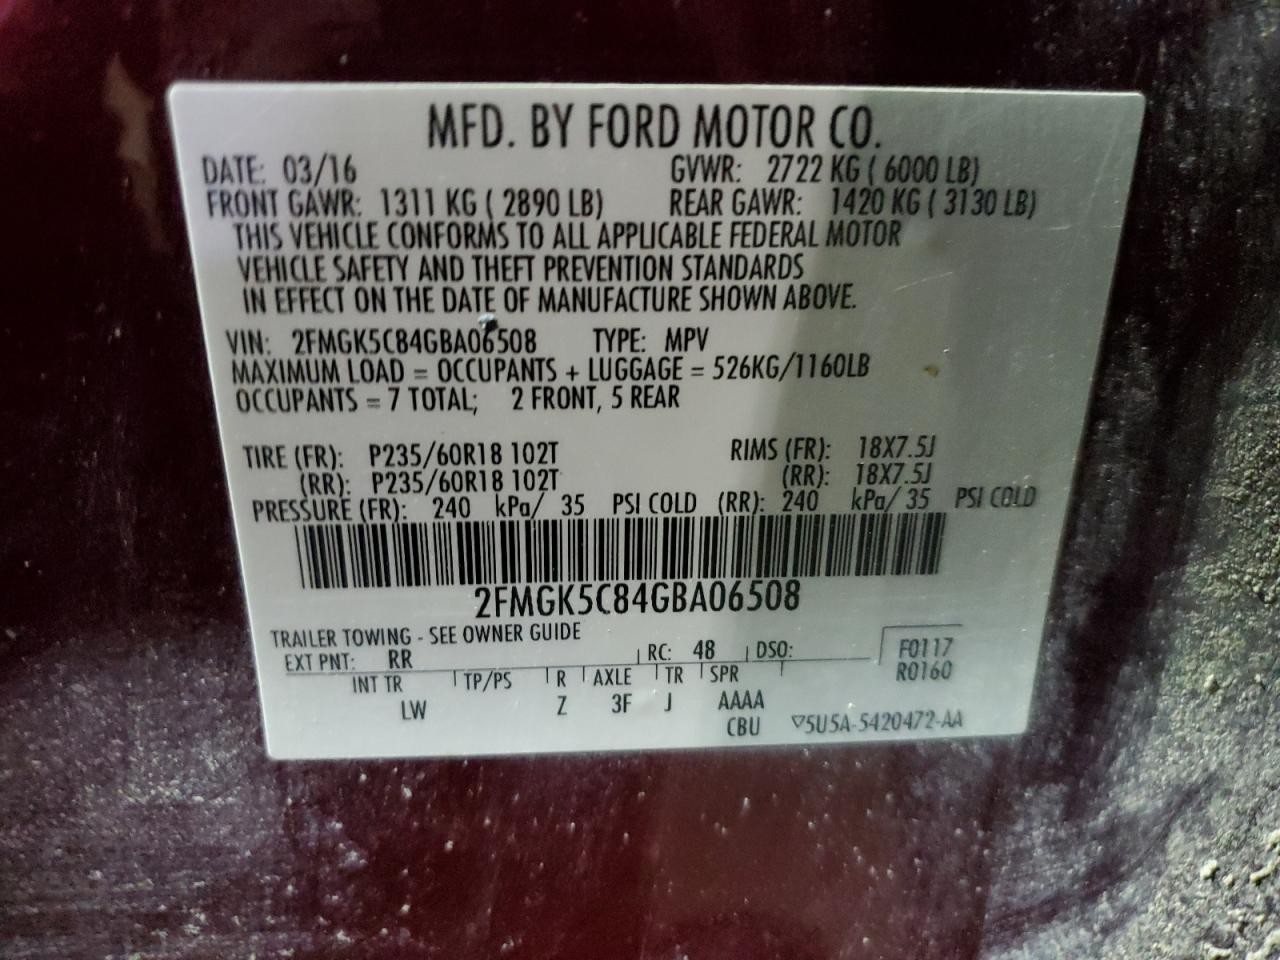 MFD. BY FORD MOTOR CO.
DATE: 03/16 GVWR: 2722 KG ( 6000 LB)
FRONT GAWR: 1311 KG ( 2890 LB) REAR GAWR: 1420 KG ( 3130 LB)
THIS VEHICLE CONFORMS TO ALL APPLICABLE FEDERAL MOTOR
VEHICLE SAFETY AND THEFT PREVENTION STANDARDS
IN EFFECT ON THE DATE OF MANUFACTURE SHOWN ABOVE.
VIN: 2FMGK5C84GBA06508 TYPE: MPV
MAXIMUM LOAD = OCCUPANTS + LUGGAGE = 526KG/1160LB
OCCUPANTS = 7 TOTAL; 2 FRONT, 5 REAR
TIRE (FR): P235/60R18 102T RIMS (FR): 18X7.5J
(RR): P235/60R18 102T (RR): 18X7.5J
PRESSURE (FR): 240 kPa/ 35 PSI COLD (RR): 240 kPa/ 35 PSI COLD
2FMGK5C84GBA06508
TRAILER TOWING - SEE OWNER GUIDE
EXT PNT: RR RC: 48 DSO: F0117
R0160
INT TR TP/PS R AXLE TR SPR
LW Z 3F J AAAA
CBU ▽5U5A-5420472-AA